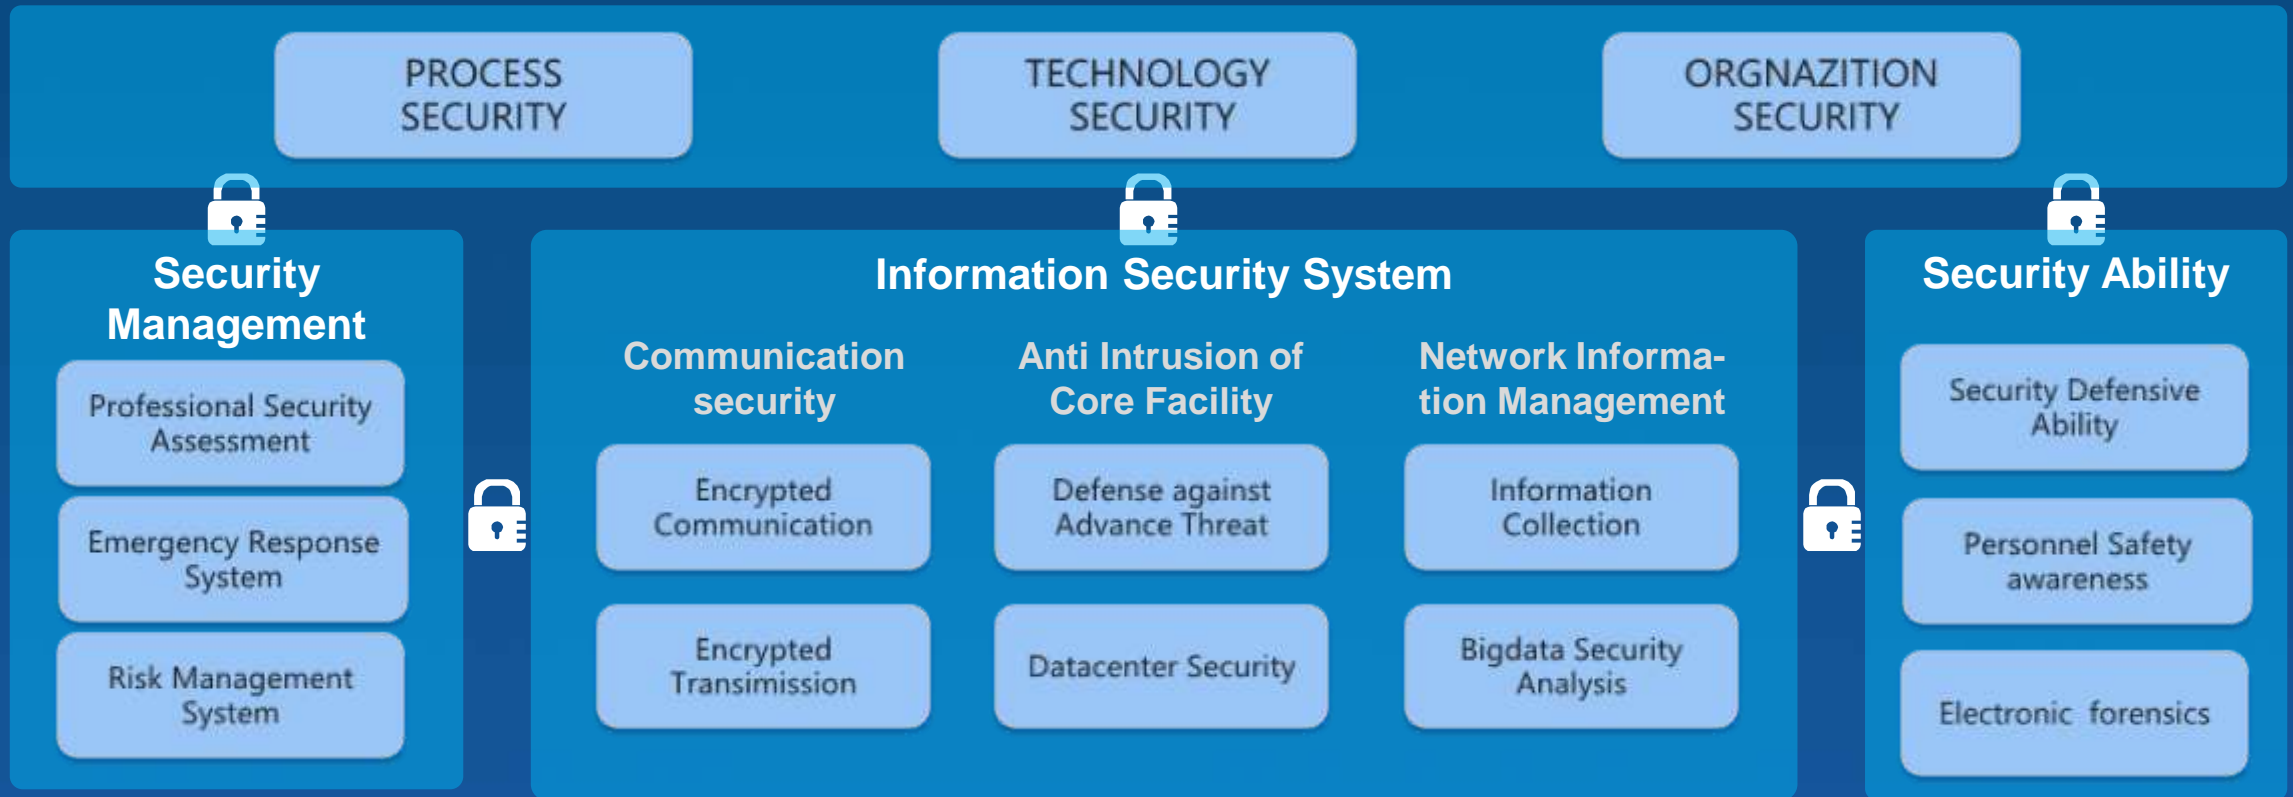 PROCESS
SECURITY
TECHNOLOGY
SECURITY
ORGNAZITION
SECURITY
Security
Management
Professional Security
Assessment
Emergency Response
System
Risk Management
System
Information Security System
Communication
security
Encrypted
Communication
Encrypted
Transimission
Anti Intrusion of
Core Facility
Defense against
Advance Threat
Datacenter Security
Network Informa-
tion Management
Information
Collection
Bigdata Security
Analysis
Security Ability
Security Defensive
Ability
Personnel Safety
awareness
Electronic forensics